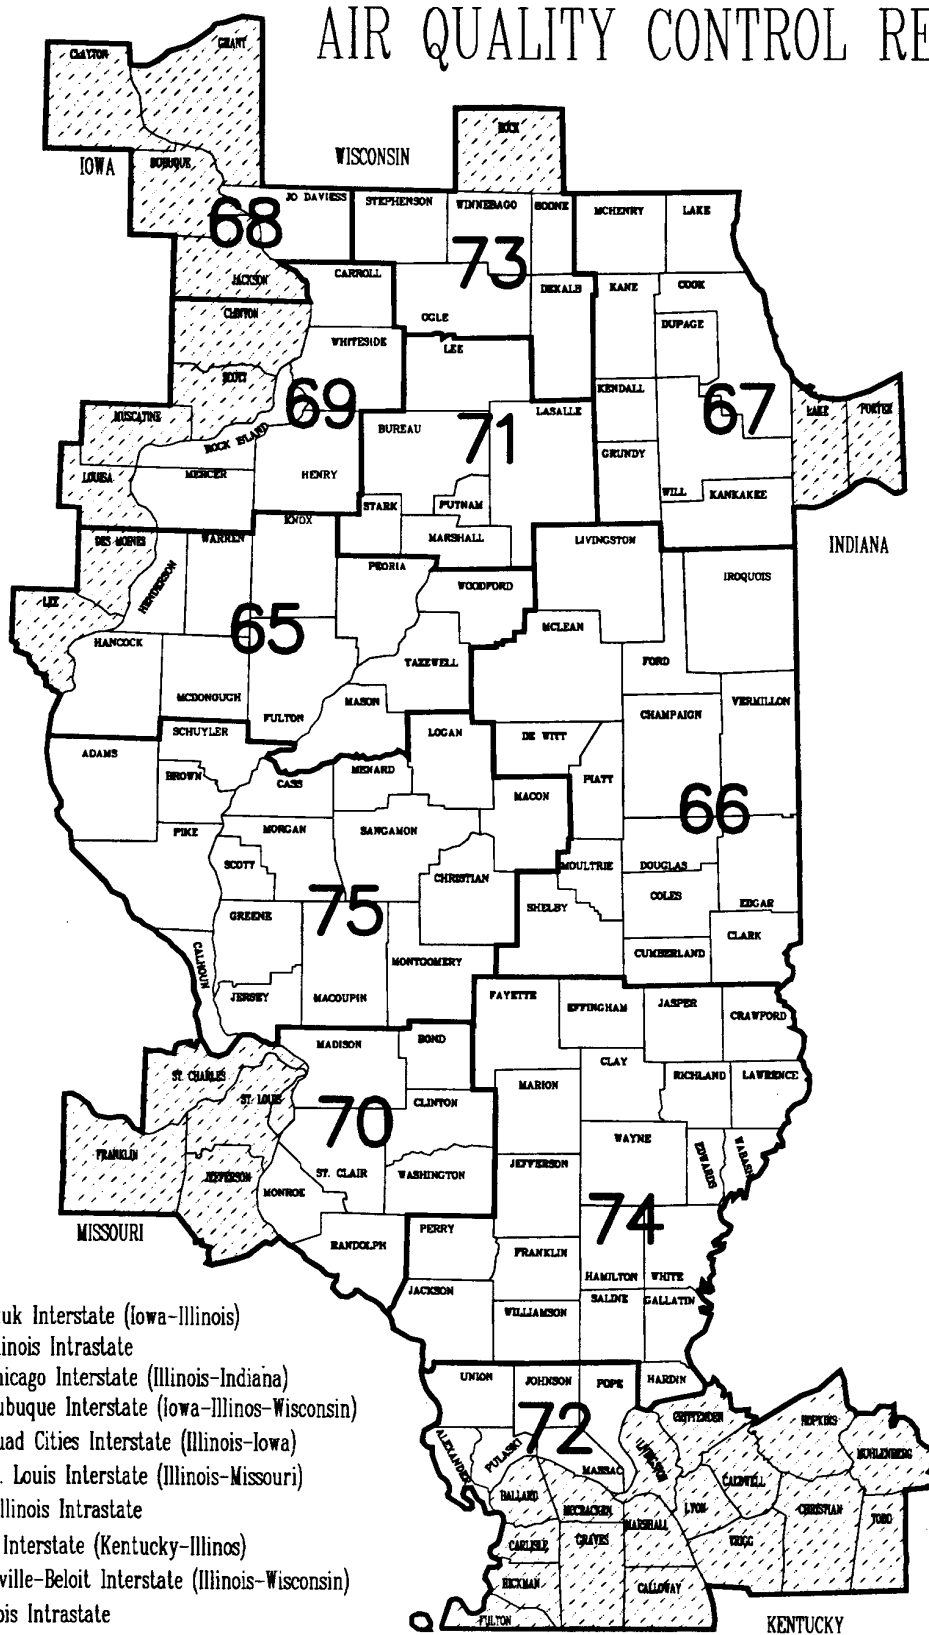 AIR QUALITY CONTROL RE
CLAYTON
GRANT
IOWA
DUBUQUE
WISCONSIN
ROCK
68
JO DAVIESS
STEPHENSON
WINNEBAGO
BOONE
MCHENRY
LAKE
73
JACKSON
CARROLL
DEKALB
KANE
COOK
CLINTON
OGLE
DUPAGE
WHITESIDE
LEE
SCOTT
69
KENDALL
67
LAKE
PORTER
MUSCATINE
ROCK ISLAND
BUREAU
71
LASALLE
LOUISA
MERCER
HENRY
GRUNDY
STARK
PUTNAM
WILL
KANKAKEE
KNOX
DES MOINES
WARREN
MARSHALL
LIVINGSTON
INDIANA
HENDERSON
PEORIA
WOODFORD
IROQUOIS
LEE
65
MCLEAN
HANCOCK
TAZEWELL
FORD
MCDONOUGH
MASON
VERMILLON
FULTON
CHAMPAIGN
SCHUYLER
LOGAN
DE WITT
ADAMS
BROWN
CASS
MENARD
MACON
PIATT
66
PIKE
MORGAN
SANGAMON
SCOTT
CHRISTIAN
MOULTRIE
DOUGLAS
75
SHELBY
COLES
EDGAR
GREENE
CLARK
CALHOUN
MONTGOMERY
CUMBERLAND
JERSEY
MACOUPIN
FAYETTE
EFFINGHAM
JASPER
CRAWFORD
MADISON
BOND
CLAY
ST. CHARLES
ST. LOUIS
MARION
RICHLAND
LAWRENCE
70
CLINTON
FRANKLIN
WAYNE
EDWARDS
WABASH
JEFFERSON
ST. CLAIR
WASHINGTON
JEFFERSON
MONROE
74
MISSOURI
RANDOLPH
PERRY
FRANKLIN
HAMILTON
WHITE
JACKSON
SALINE
GALLATIN
WILLIAMSON
UNION
JOHNSON
POPE
HARDIN
72
ALEXANDER
PULASKI
MASSAC
LIVINGSTON
CRITTENDEN
HOPKINS
MUHLENBERG
BALLARD
MCCRACKEN
MARSHALL
LYON
CALDWELL
CHRISTIAN
TODD
CARLISLE
GRAVES
TRIGG
HICKMAN
CALLOWAY
FULTON
KENTUCKY
uk Interstate (Iowa-Illinois)
linois Intrastate
icago Interstate (Illinois-Indiana)
ubuque Interstate (Iowa-Illinos-Wisconsin)
uad Cities Interstate (Illinois-Iowa)
. Louis Interstate (Illinois-Missouri)
Illinois Intrastate
Interstate (Kentucky-Illinos)
ville-Beloit Interstate (Illinois-Wisconsin)
ois Intrastate